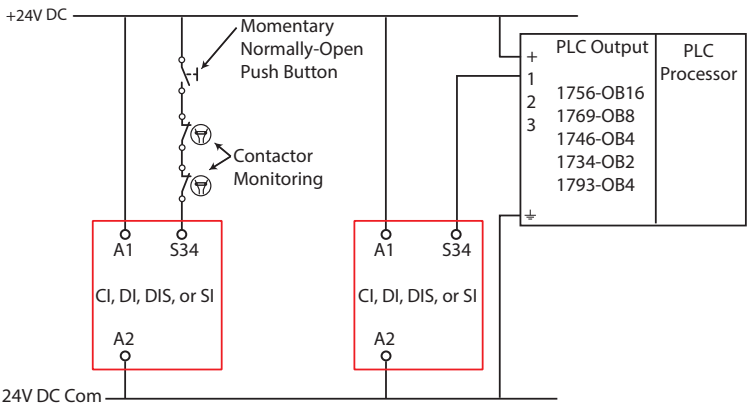 +24V DC
Momentary
Normally-Open
Push Button
Contactor
Monitoring
A1
S34
CI, DI, DIS, or SI
A2
A1
S34
CI, DI, DIS, or SI
A2
+
1
2
3
PLC Output
1756-OB16
1769-OB8
1746-OB4
1734-OB2
1793-OB4
PLC
Processor
24V DC Com